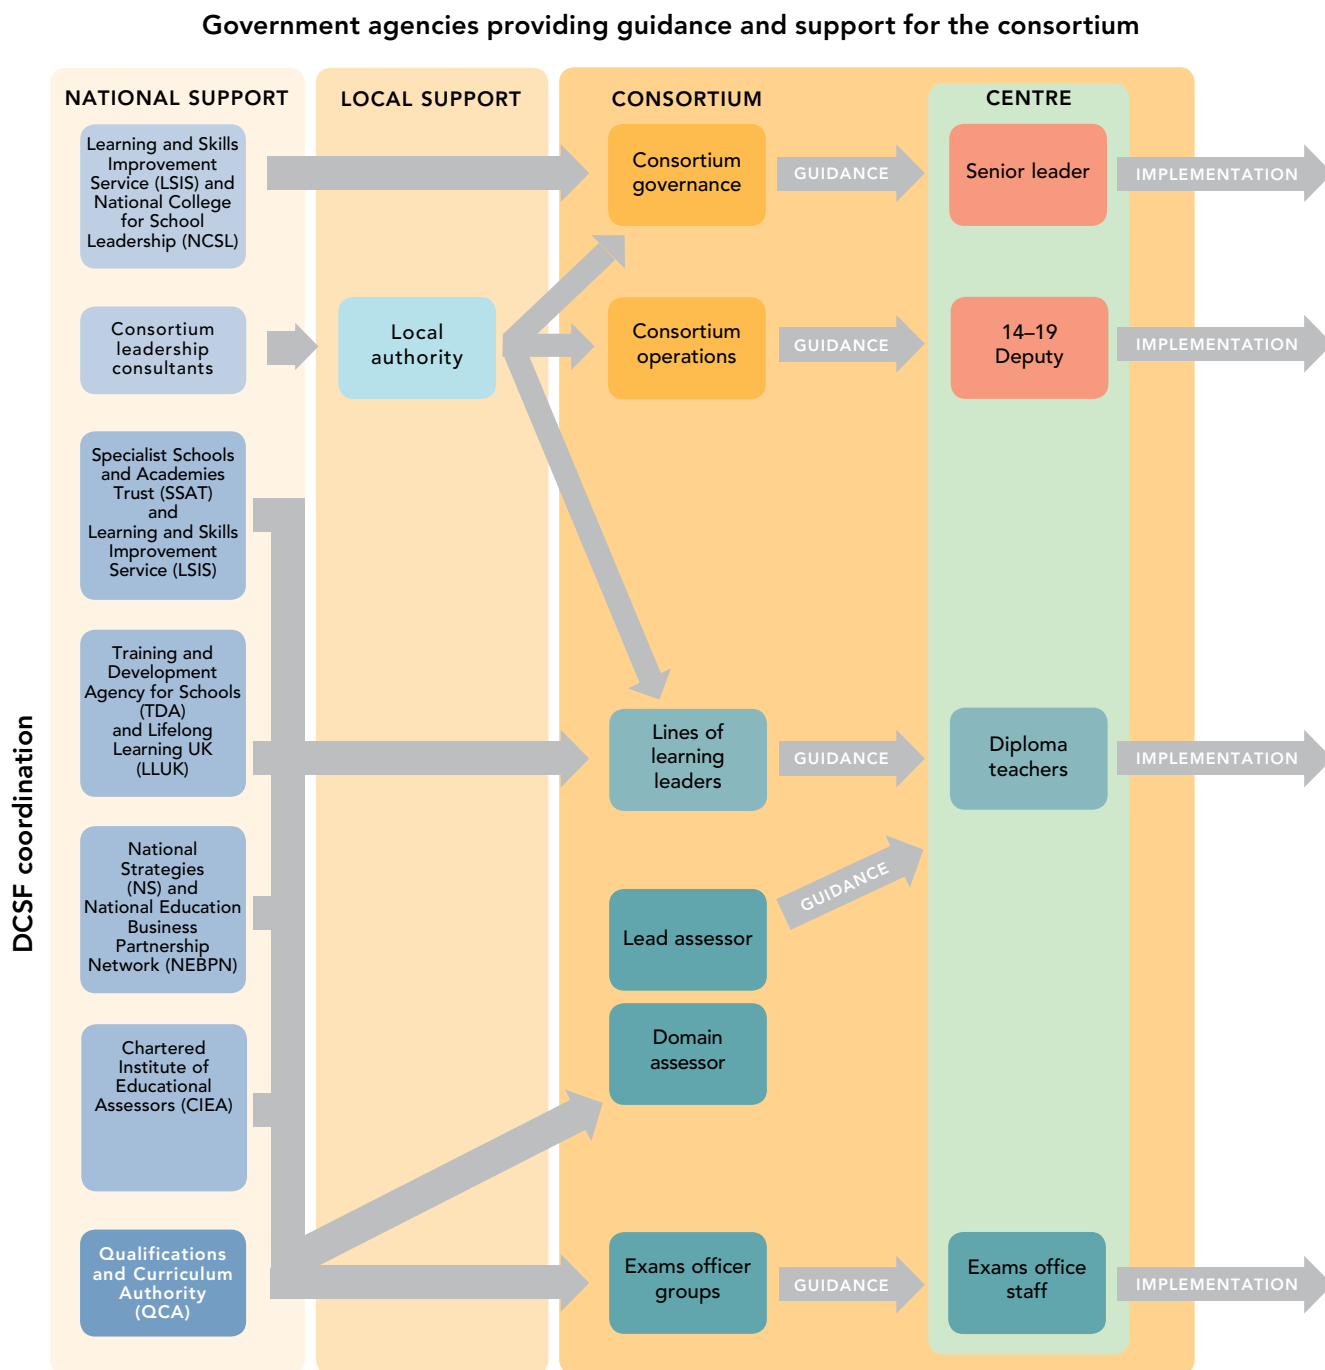 Government agencies providing guidance and support for the consortium
NATIONAL SUPPORT
LOCAL SUPPORT
CONSORTIUM
CENTRE
Learning and Skills
Improvement
Service (LSIS) and
National College
for School
Leadership (NCSL)
Consortium
governance
GUIDANCE
Senior leader
IMPLEMENTATION
Consortium
leadership
consultants
Local
authority
Consortium
operations
GUIDANCE
14–19
Deputy
IMPLEMENTATION
Specialist Schools
and Academies
Trust (SSAT)
and
Learning and Skills
Improvement
Service (LSIS)
Training and
Development
Agency for Schools
(TDA)
and Lifelong
Learning UK
(LLUK)
Lines of
learning
leaders
GUIDANCE
Diploma
teachers
IMPLEMENTATION
DCSF coordination
National
Strategies
(NS) and
National Education
Business
Partnership
Network (NEBPN)
Lead assessor
GUIDANCE
Chartered
Institute of
Educational
Assessors (CIEA)
Domain
assessor
Qualifications
and Curriculum
Authority
(QCA)
Exams officer
groups
GUIDANCE
Exams office
staff
IMPLEMENTATION